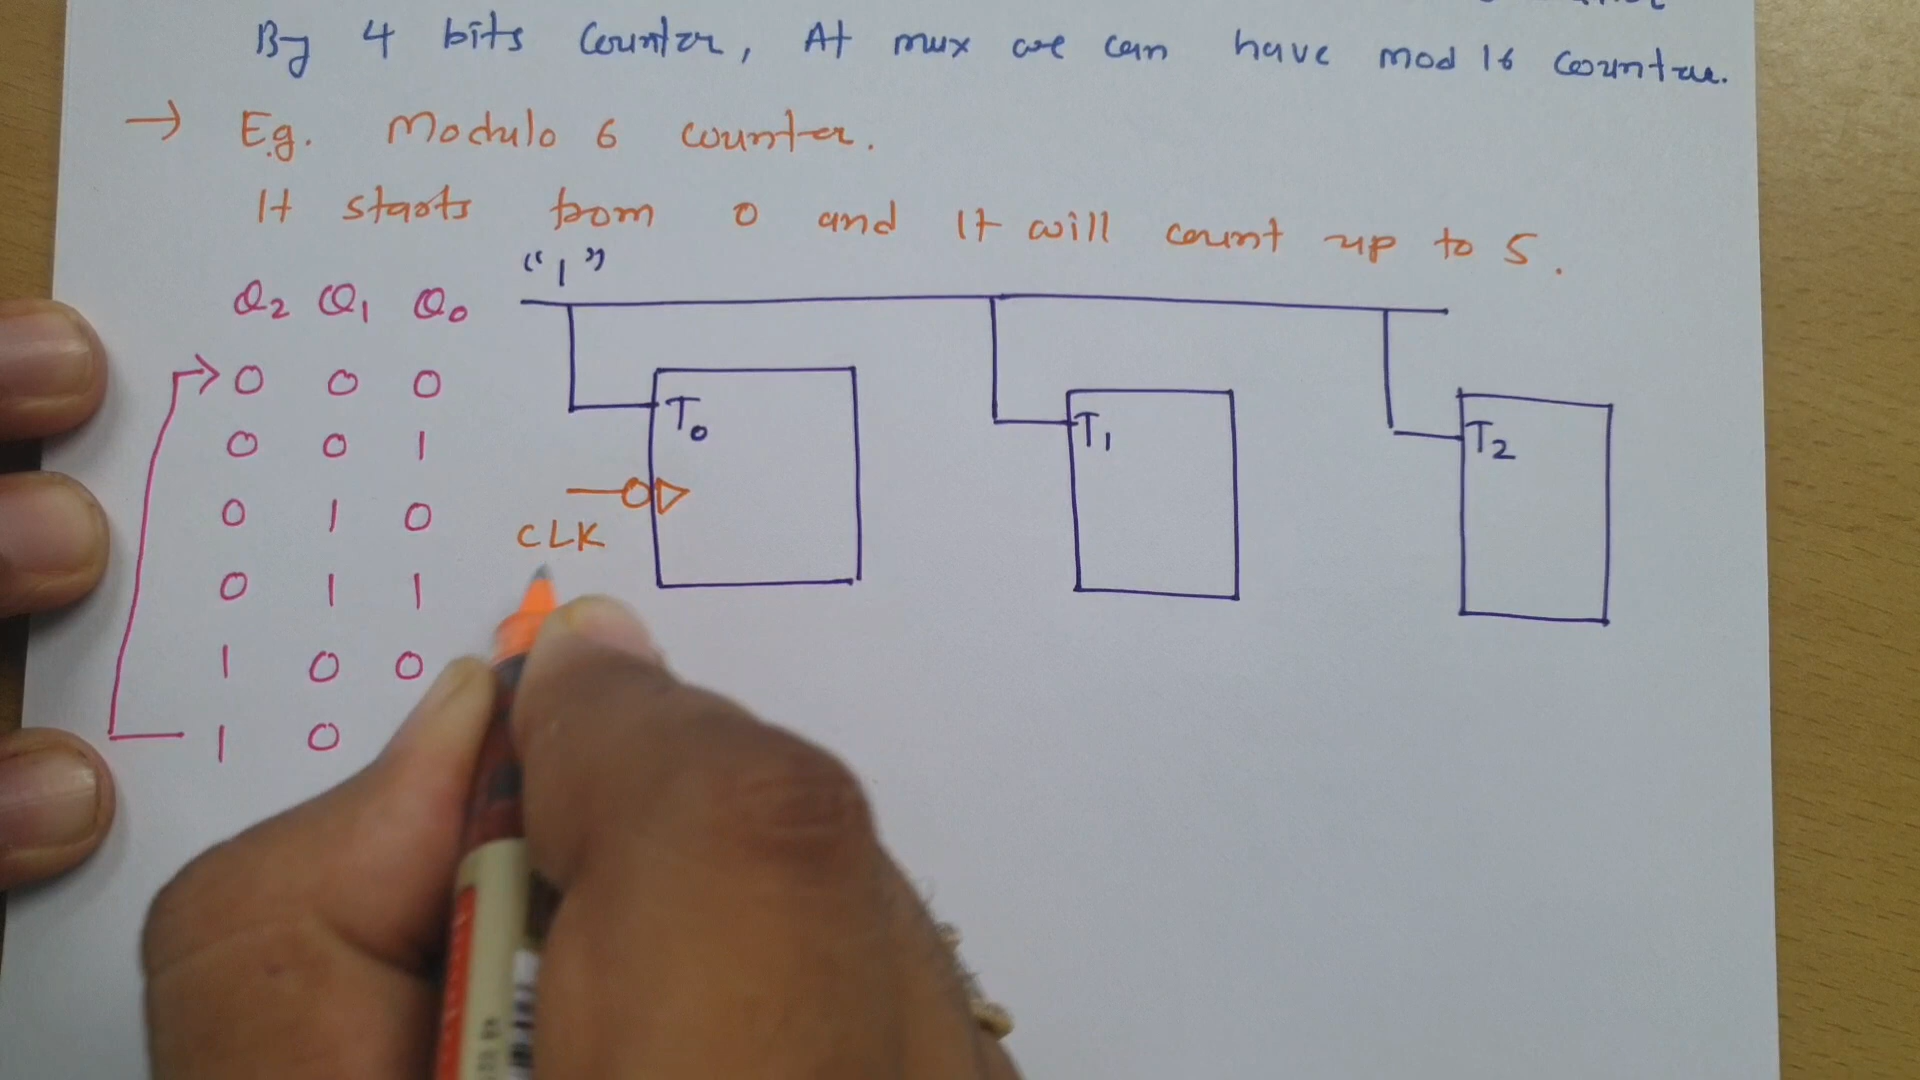 By 4 bits Counter, At mux we can have mod 16 counter.
→ E.g. Modulo 6 counter.
It starts from 0 and It will count up to 5.
"1"
Q2 Q1 Q0
0 0 0
0 0 1
0 1 0
0 1 1
1 0 0
1 0
T0
T1
T2
CLK